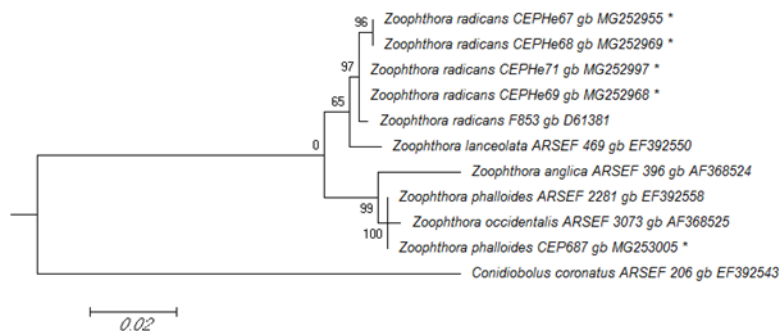 Zoophthora radicans CEPHe67 gb MG252955 *
96
Zoophthora radicans CEPHe68 gb MG252969 *
97
Zoophthora radicans CEPHe71 gb MG252997 *
Zoophthora radicans CEPHe69 gb MG252968 *
65
Zoophthora radicans F853 gb D61381
0
Zoophthora lanceolata ARSEF 469 gb EF392550
Zoophthora anglica ARSEF 396 gb AF368524
Zoophthora phalloides ARSEF 2281 gb EF392558
99
Zoophthora occidentalis ARSEF 3073 gb AF368525
100
Zoophthora phalloides CEP687 gb MG253005 *
Conidiobolus coronatus ARSEF 206 gb EF392543
0.02